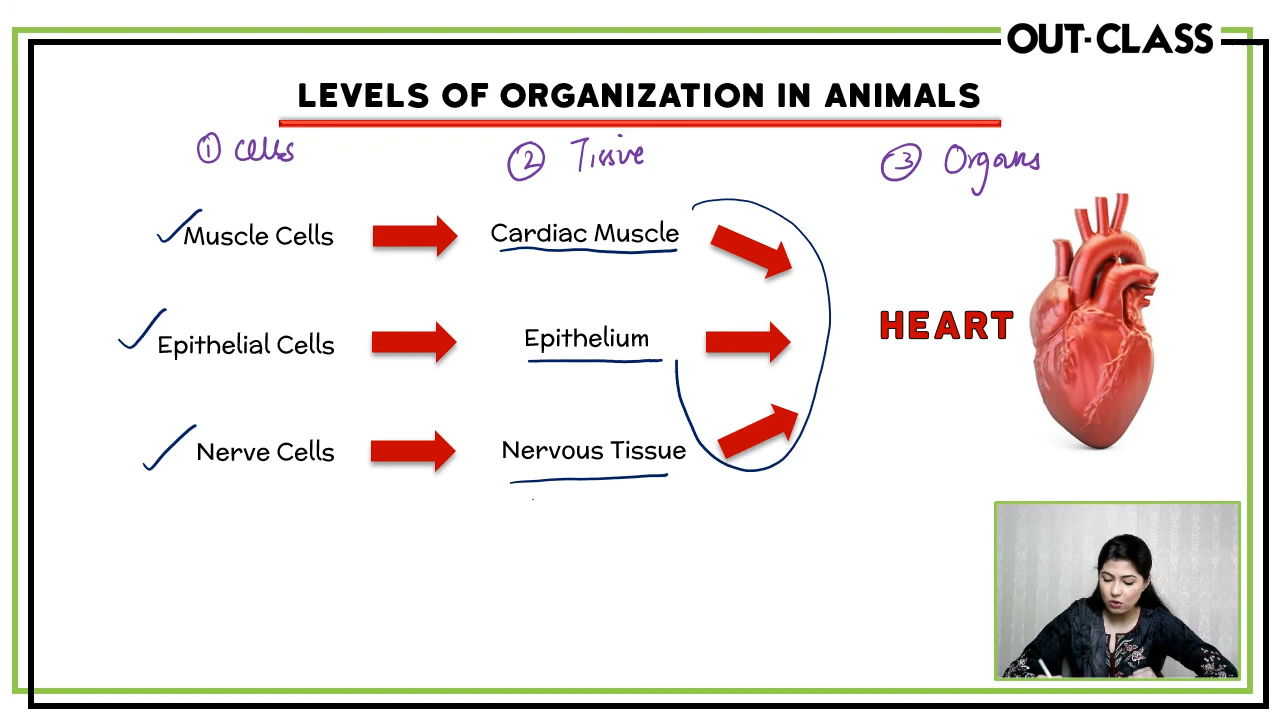 OUT-CLASS
LEVELS OF ORGANIZATION IN ANIMALS
① Cells
② Tissue
③ Organs
Muscle Cells
Cardiac Muscle
Epithelial Cells
Epithelium
HEART
Nerve Cells
Nervous Tissue